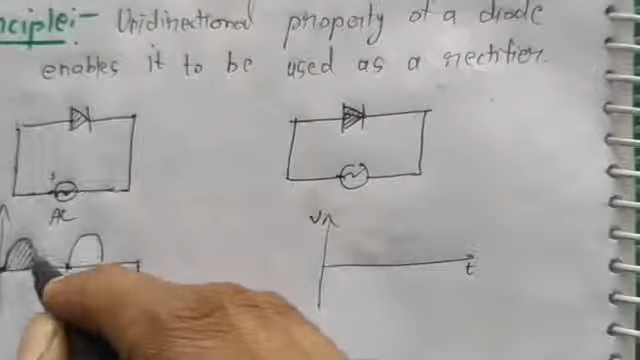 nciple:- Unidirectional property of a diode
enables it to be used as a rectifier.
AC
V
t